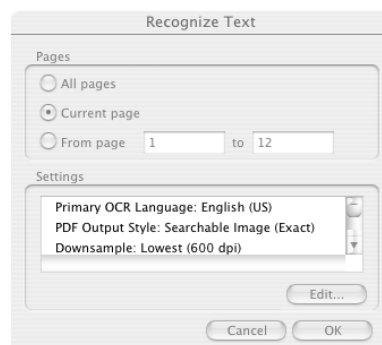 Recognize Text
Pages
All pages
Current page
From page 1 to 12
Settings
Primary OCR Language: English (US)
PDF Output Style: Searchable Image (Exact)
Downsample: Lowest (600 dpi)
Edit...
Cancel OK